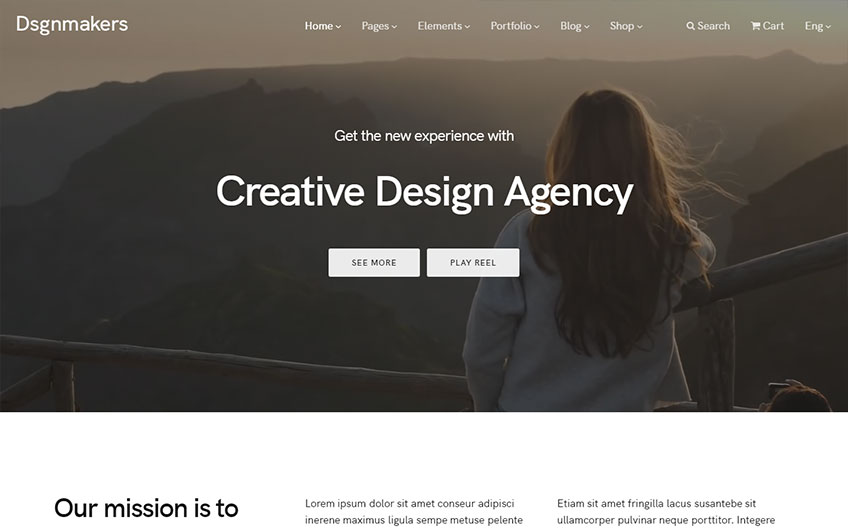 Dsgnmakers
Home Pages Elements Portfolio Blog Shop Search Cart Eng
Get the new experience with
Creative Design Agency
SEE MORE PLAY REEL
Our mission is to
Lorem ipsum dolor sit amet conseur adipisci
inerene maximus ligula sempe metuse pelente
Etiam sit amet fringilla lacus susantebe sit
ullamcorper pulvinar neque porttitor. Integere